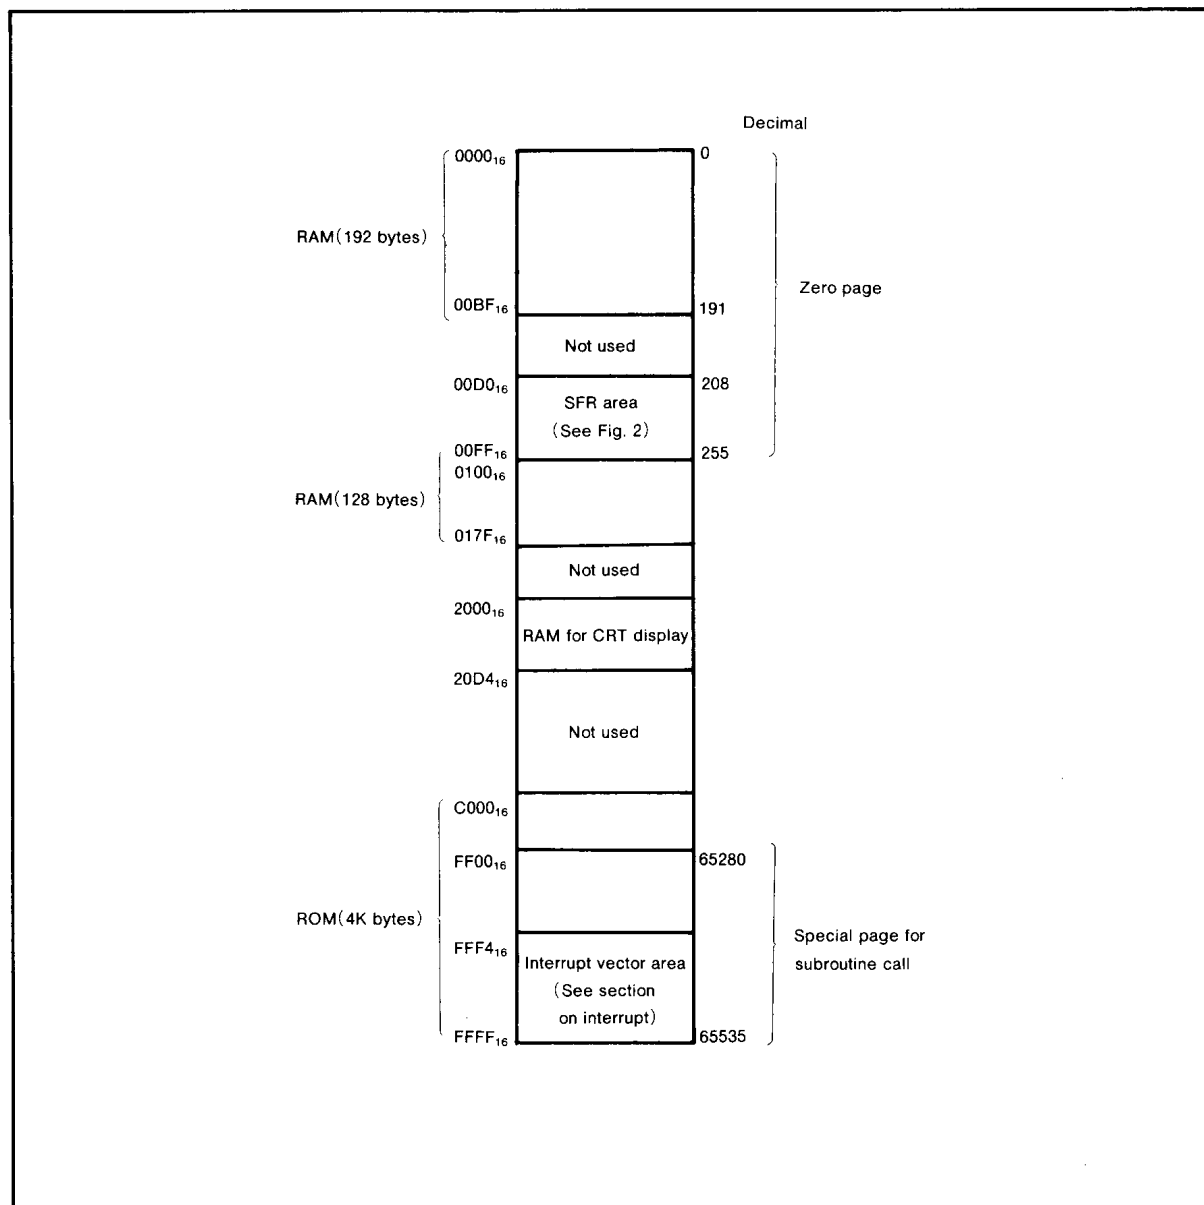 Decimal
0000₁₆
0
RAM(192 bytes)
Zero page
00BF₁₆
191
Not used
00D0₁₆
208
SFR area
(See Fig. 2)
00FF₁₆
255
0100₁₆
RAM(128 bytes)
017F₁₆
Not used
2000₁₆
RAM for CRT display
20D4₁₆
Not used
C000₁₆
FF00₁₆
65280
ROM(4K bytes)
FFF4₁₆
Interrupt vector area
(See section
on interrupt)
Special page for
subroutine call
FFFF₁₆
65535